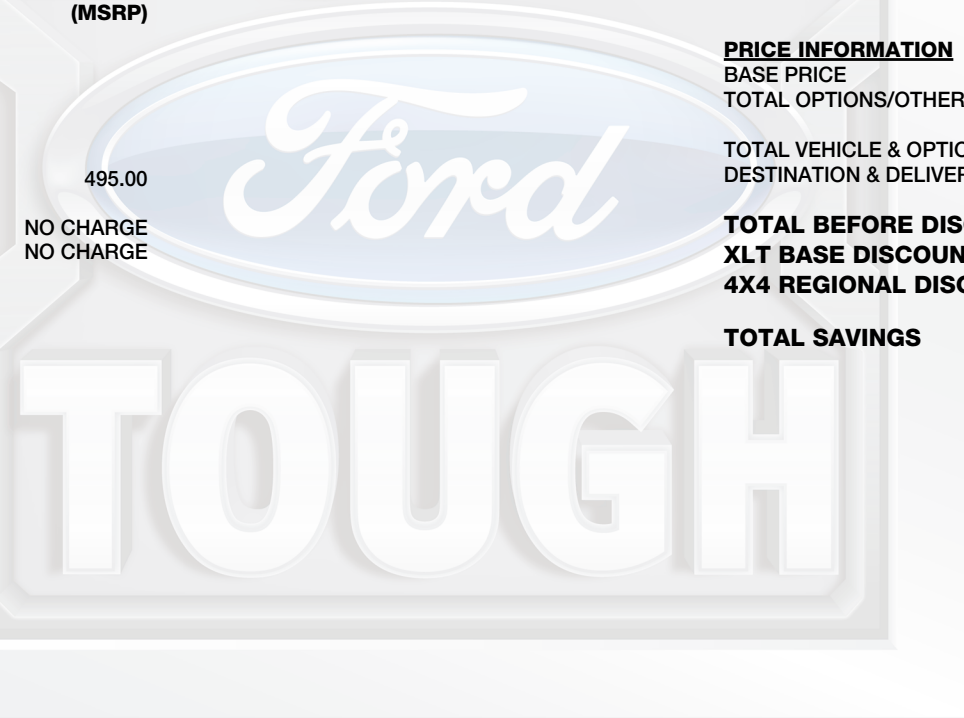 (MSRP)
495.00
NO CHARGE
NO CHARGE
PRICE INFORMATION
BASE PRICE
TOTAL OPTIONS/OTHER
TOTAL VEHICLE & OPTIO
DESTINATION & DELIVER
TOTAL BEFORE DIS
XLT BASE DISCOUN
4X4 REGIONAL DISC
TOTAL SAVINGS
Ford
TOUGH